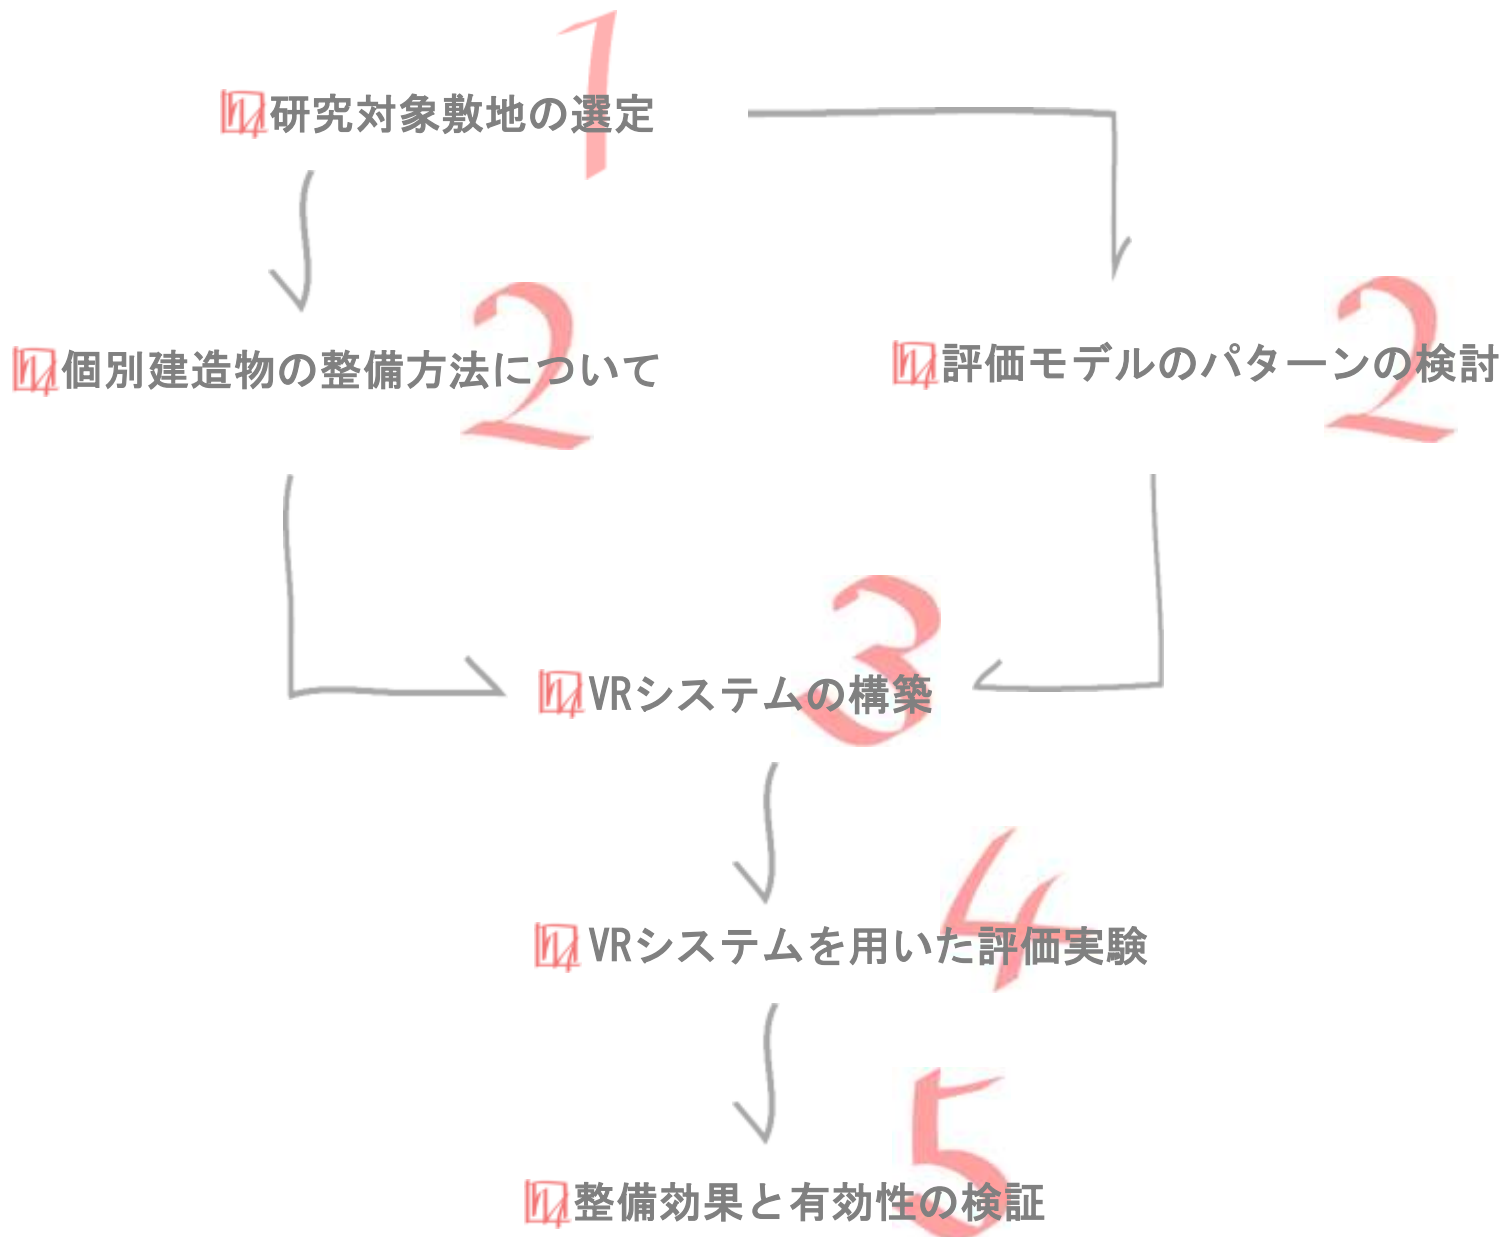 1
研究対象敷地の選定
2
個別建造物の整備方法について
2
評価モデルのパターンの検討
3
VRシステムの構築
4
VRシステムを用いた評価実験
5
整備効果と有効性の検証